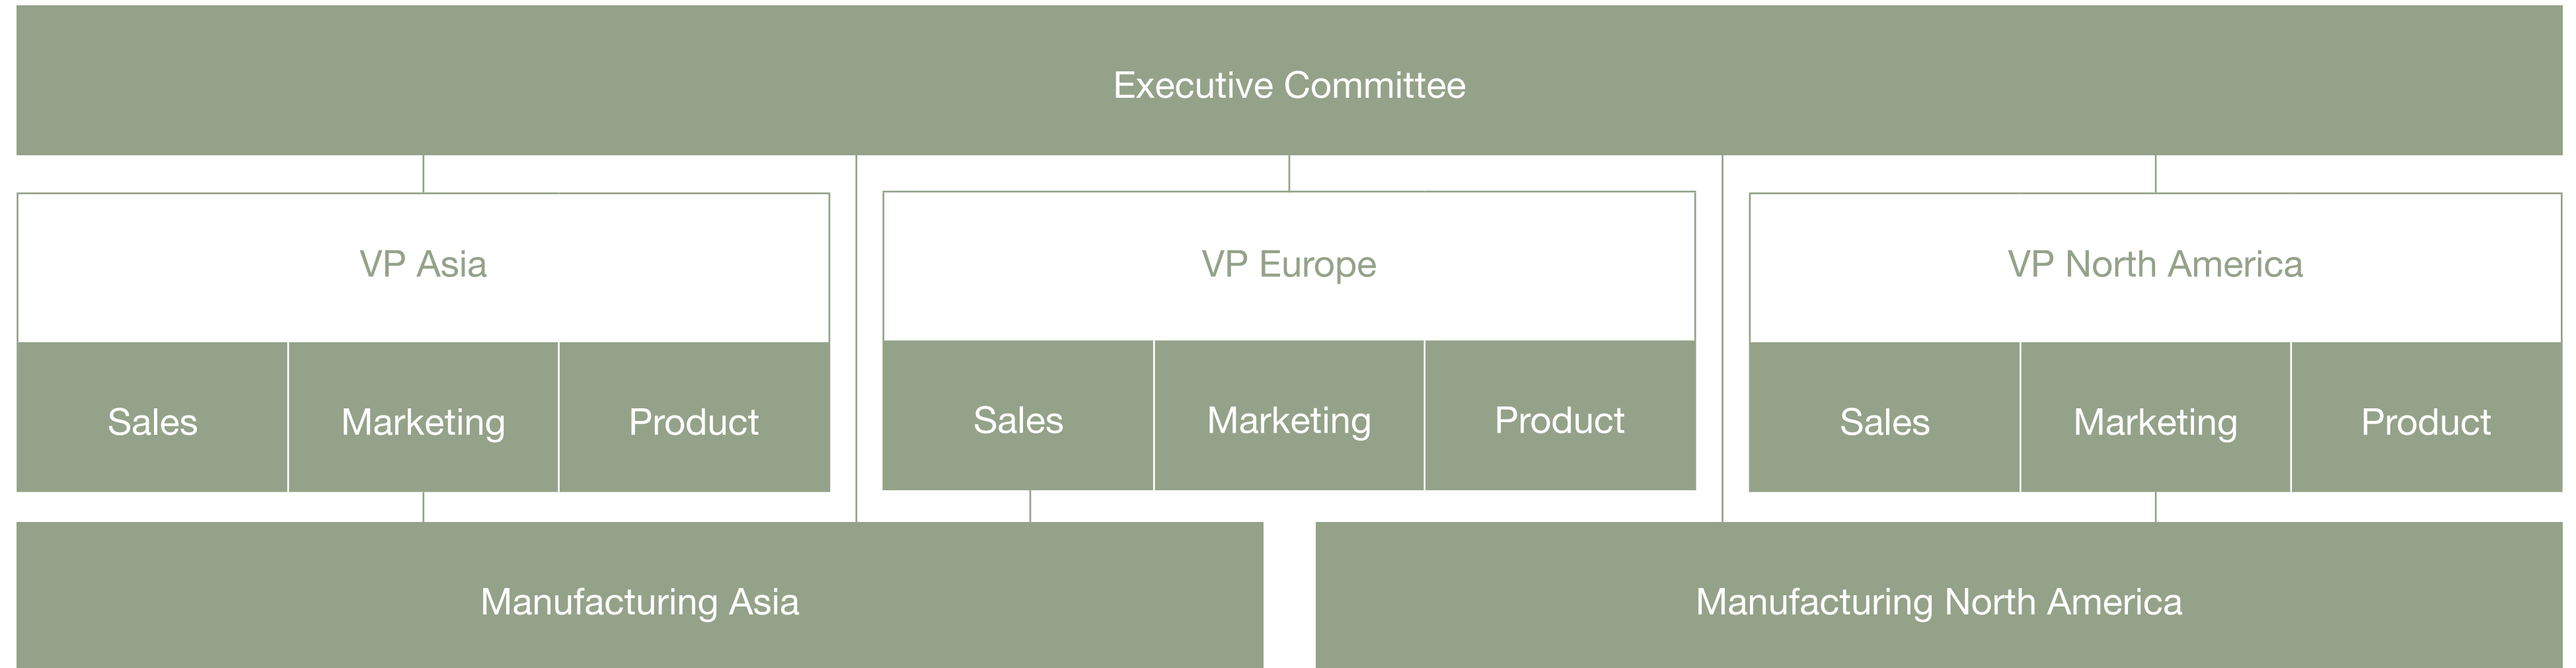 Executive Committee
VP Asia
VP Europe
VP North America
Sales
Marketing
Product
Sales
Marketing
Product
Sales
Marketing
Product
Manufacturing Asia
Manufacturing North America